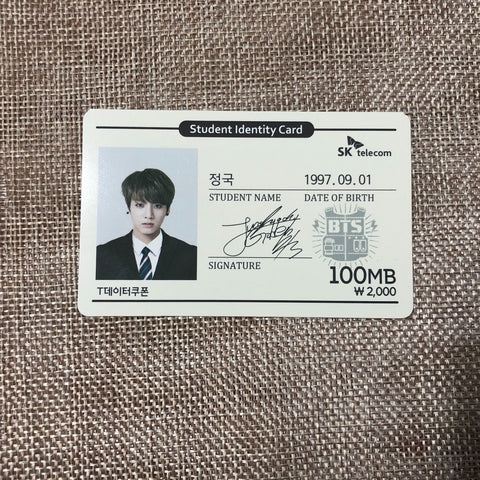 Student Identity Card
SK telecom
정국
1997. 09. 01
STUDENT NAME
DATE OF BIRTH
BTS
SIGNATURE
100MB
₩ 2,000
T데이터쿠폰